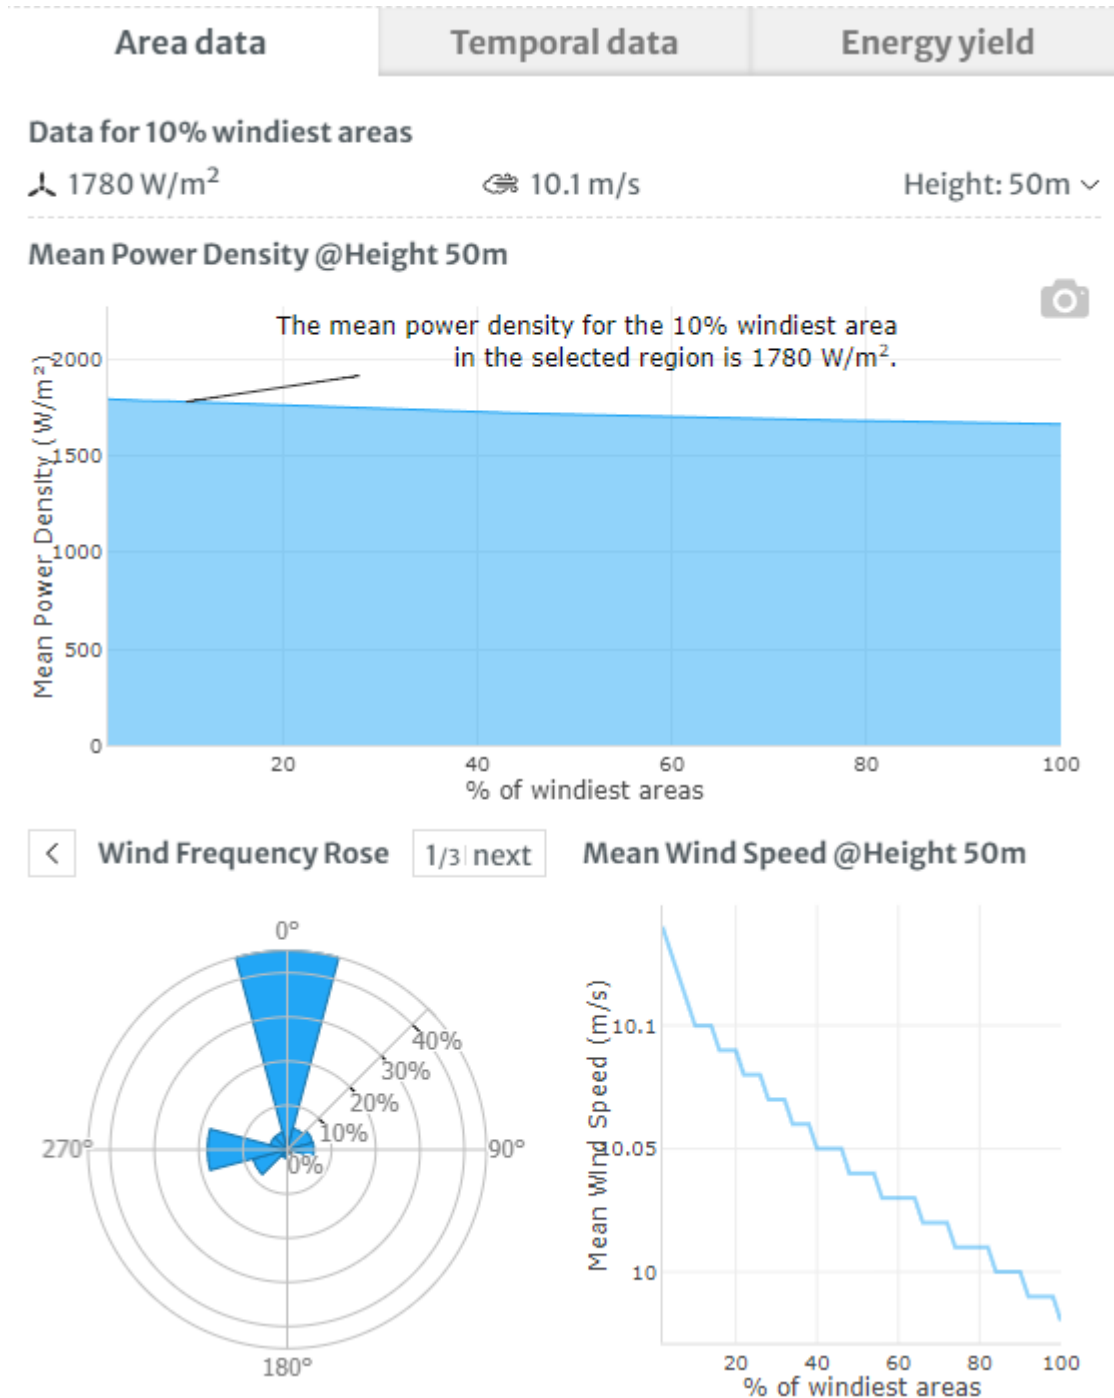 Area data
Temporal data
Energy yield
Data for 10% windiest areas
1780 W/m²
10.1 m/s
Height: 50m
Mean Power Density @Height 50m
The mean power density for the 10% windiest area
in the selected region is 1780 W/m².
Mean Power Density (W/m²)
2000
1500
1000
500
0
20
40
60
80
100
% of windiest areas
Wind Frequency Rose
1/3 next
0°
40%
30%
20%
10%
0%
270°
90°
180°
Mean Wind Speed @Height 50m
Mean Wind Speed (m/s)
10.1
10.05
10
20
40
60
80
100
% of windiest areas